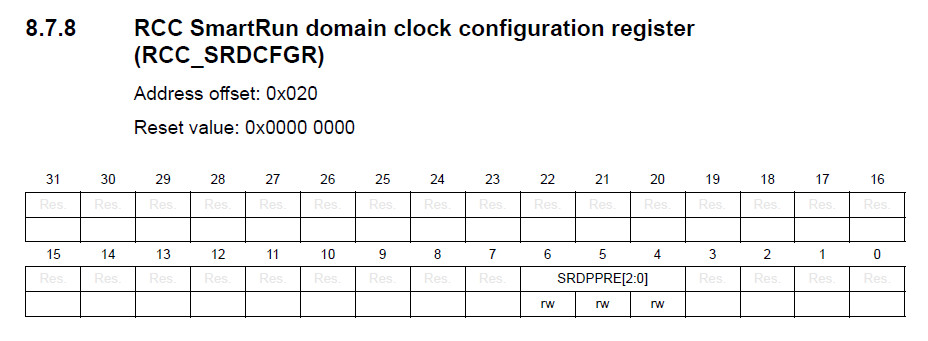 8.7.8 RCC SmartRun domain clock configuration register
(RCC_SRDCFGR)
Address offset: 0x020
Reset value: 0x0000 0000
31 30 29 28 27 26 25 24 23 22 21 20 19 18 17 16
Res. Res. Res. Res. Res. Res. Res. Res. Res. Res. Res. Res. Res. Res. Res. Res.
15 14 13 12 11 10 9 8 7 6 5 4 3 2 1 0
Res. Res. Res. Res. Res. Res. Res. Res. Res. SRDPPRE[2:0] Res. Res. Res. Res.
rw rw rw